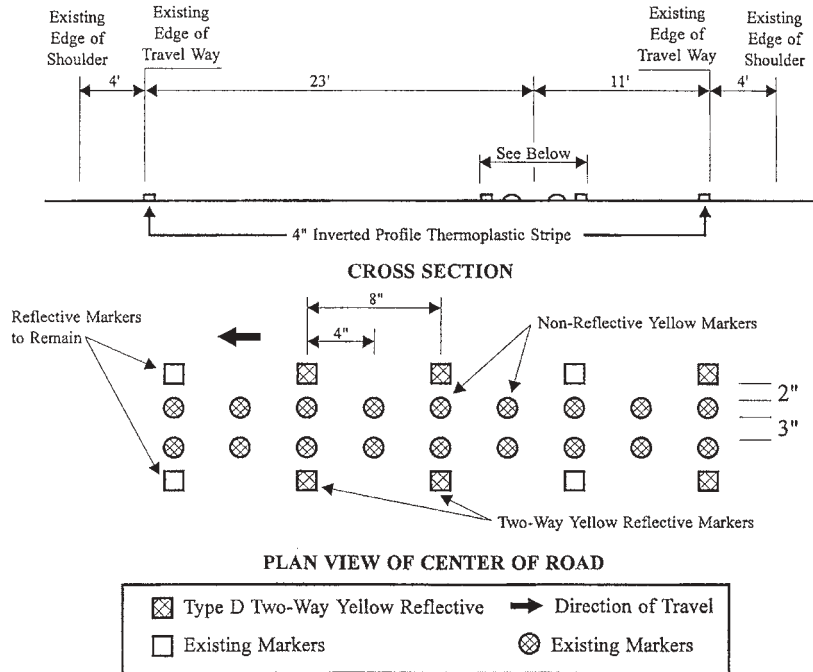 Existing
Edge of
Shoulder
Existing
Edge of
Travel Way
Existing
Edge of
Travel Way
Existing
Edge of
Shoulder
4'
23'
11'
4'
See Below
4" Inverted Profile Thermoplastic Stripe
CROSS SECTION
Reflective Markers
to Remain
8"
4"
Non-Reflective Yellow Markers
2"
3"
Two-Way Yellow Reflective Markers
PLAN VIEW OF CENTER OF ROAD
Type D Two-Way Yellow Reflective
Direction of Travel
Existing Markers
Existing Markers